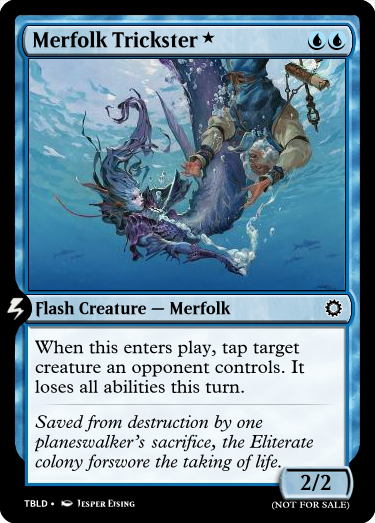 Merfolk Trickster ★
Flash Creature — Merfolk
When this enters play, tap target
creature an opponent controls. It
loses all abilities this turn.
Saved from destruction by one
planeswalker's sacrifice, the Eliterate
colony forswore the taking of life.
2/2
TBLD • Jesper Ejsing
(NOT FOR SALE)